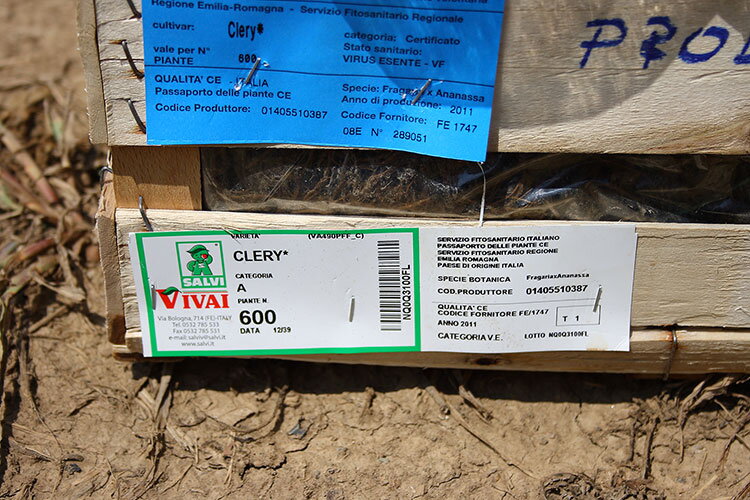 Regione Emilia-Romagna - Servizio Fitosanitario Regionale
cultivar: Clery*
categoria: Certificato
vale per N° PIANTE 600
Stato sanitario:
VIRUS ESENTE - VF
QUALITA' CE - ITALIA
Passaporto delle piante CE
Codice Produttore: 01405510387
Specie: Fragaria x Ananassa
Anno di produzione: 2011
Codice Fornitore: FE 1747
08E N° 289051
PROD
SALVI
VIVAI
Via Bologna, 714 (FE)-ITALY
Tel. 0532 785 533
Fax 0532 785 531
e-mail: salviv@salvi.it
www.salvi.it
VARIETA' (VA490PFF_C)
CLERY*
CATEGORIA
A
PIANTE N.
600
DATA 12/39
NQ0Q3100FL
SERVIZIO FITOSANITARIO ITALIANO
PASSAPORTO DELLE PIANTE CE
SERVIZIO FITOSANITARIO REGIONE
EMILIA ROMAGNA
PAESE DI ORIGINE ITALIA
SPECIE BOTANICA FragariaxAnanassa
COD.PRODUTTORE 01405510387
QUALITA' CE
CODICE FORNITORE FE/1747
T 1
ANNO 2011
CATEGORIA V.E. LOTTO NQ0Q3100FL